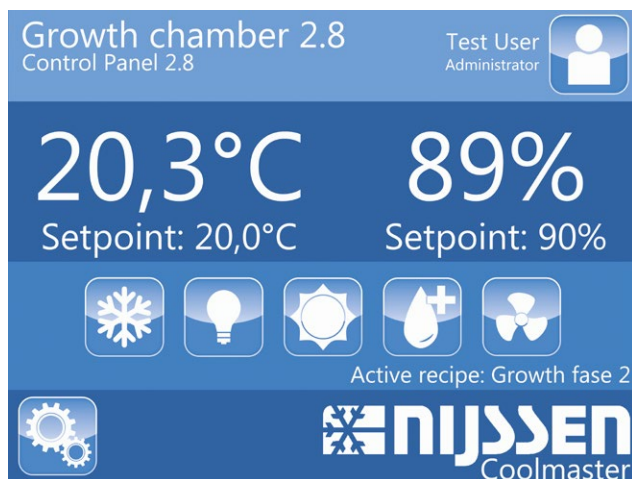 Growth chamber 2.8
Control Panel 2.8
Test User
Administrator
20,3°C
Setpoint: 20,0°C
89%
Setpoint: 90%
Active recipe: Growth fase 2
NIJSSEN
Coolmaster